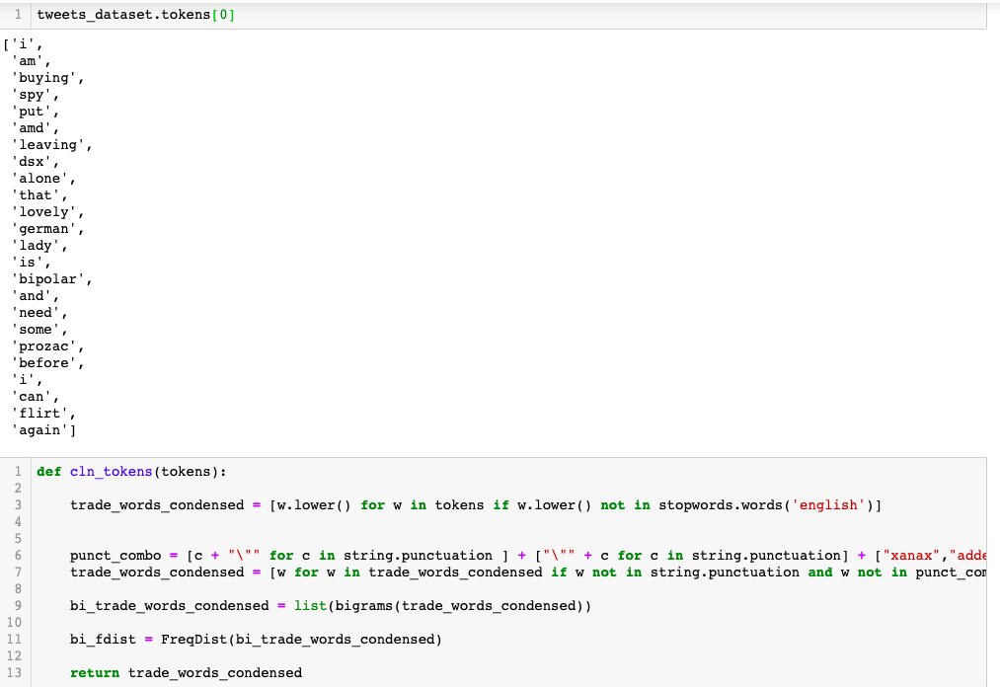 1 tweets_dataset.tokens[0]
['i',
'am',
'buying',
'spy',
'put',
'amd',
'leaving',
'dsx',
'alone',
'that',
'lovely',
'german',
'lady',
'is',
'bipolar',
'and',
'need',
'some',
'prozac',
'before',
'i',
'can',
'flirt',
'again']
1 def cln_tokens(tokens):
2
3 trade_words_condensed = [w.lower() for w in tokens if w.lower() not in stopwords.words('english')]
4
5
6 punct_combo = [c + "\"" for c in string.punctuation ] + ["\"" + c for c in string.punctuation] + ["xanax","adde
7 trade_words_condensed = [w for w in trade_words_condensed if w not in string.punctuation and w not in punct_com
8
9 bi_trade_words_condensed = list(bigrams(trade_words_condensed))
10
11 bi_fdist = FreqDist(bi_trade_words_condensed)
12
13 return trade_words_condensed